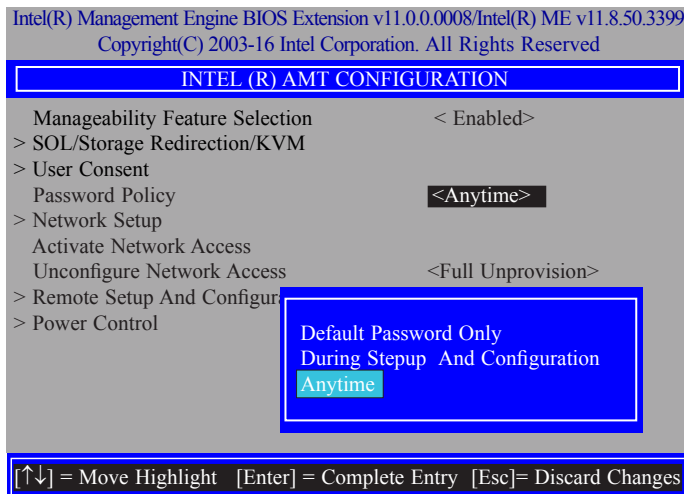 Intel(R) Management Engine BIOS Extension v11.0.0.0008/Intel(R) ME v11.8.50.3399
Copyright(C) 2003-16 Intel Corporation. All Rights Reserved
INTEL (R) AMT CONFIGURATION
Manageability Feature Selection < Enabled>
> SOL/Storage Redirection/KVM
> User Consent
Password Policy <Anytime>
> Network Setup
Activate Network Access
Unconfigure Network Access <Full Unprovision>
> Remote Setup And Configura
> Power Control
Default Password Only
During Stepup And Configuration
Anytime
[↑↓] = Move Highlight [Enter] = Complete Entry [Esc]= Discard Changes